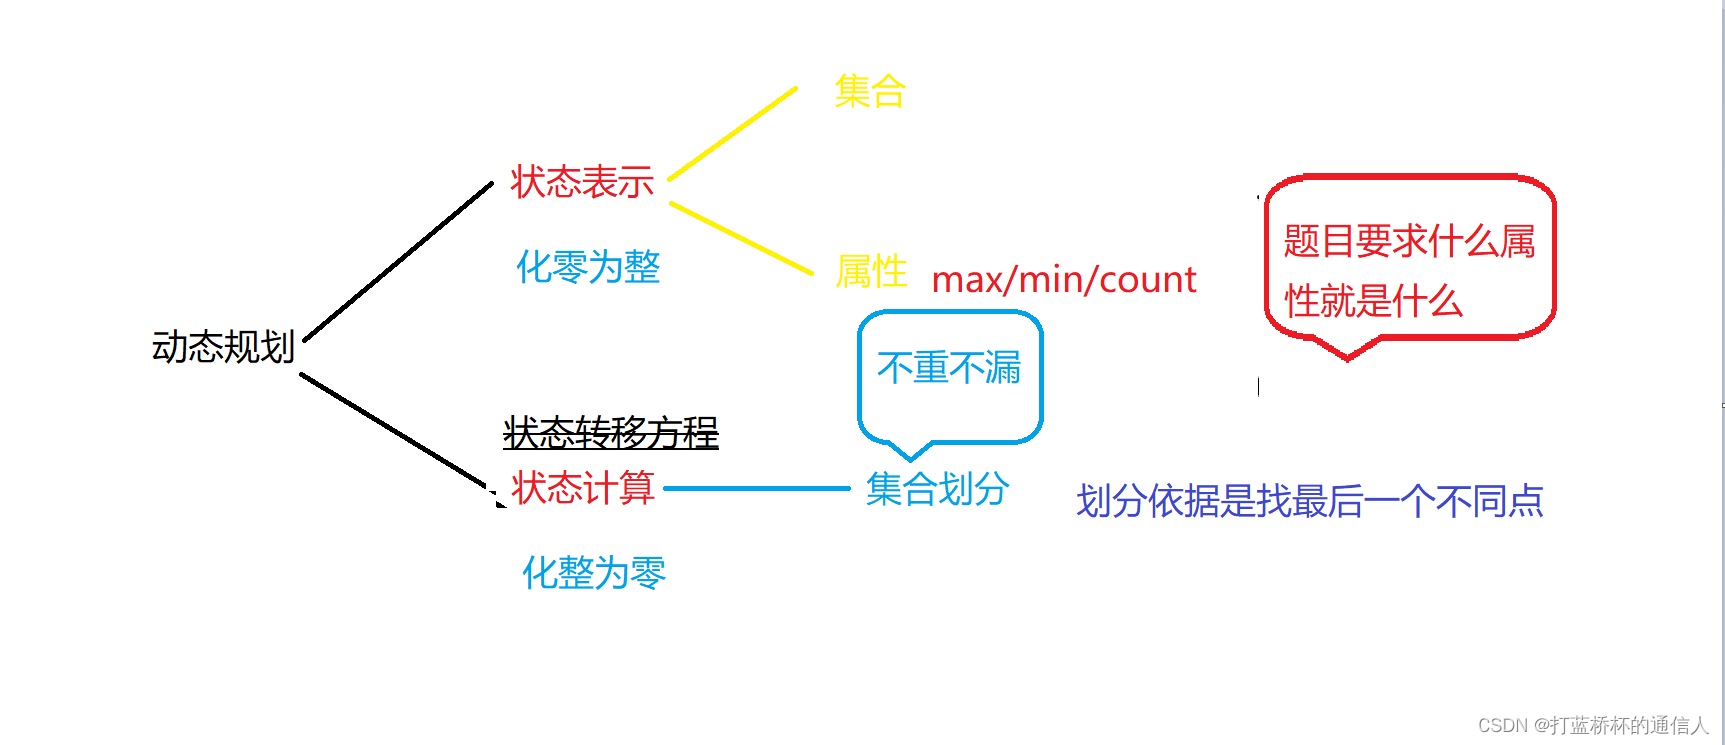 集合
状态表示
化零为整
属性 max/min/count
题目要求什么属
性就是什么
动态规划
不重不漏
状态转移方程
状态计算
集合划分
划分依据是找最后一个不同点
化整为零
CSDN @打蓝桥杯的通信人